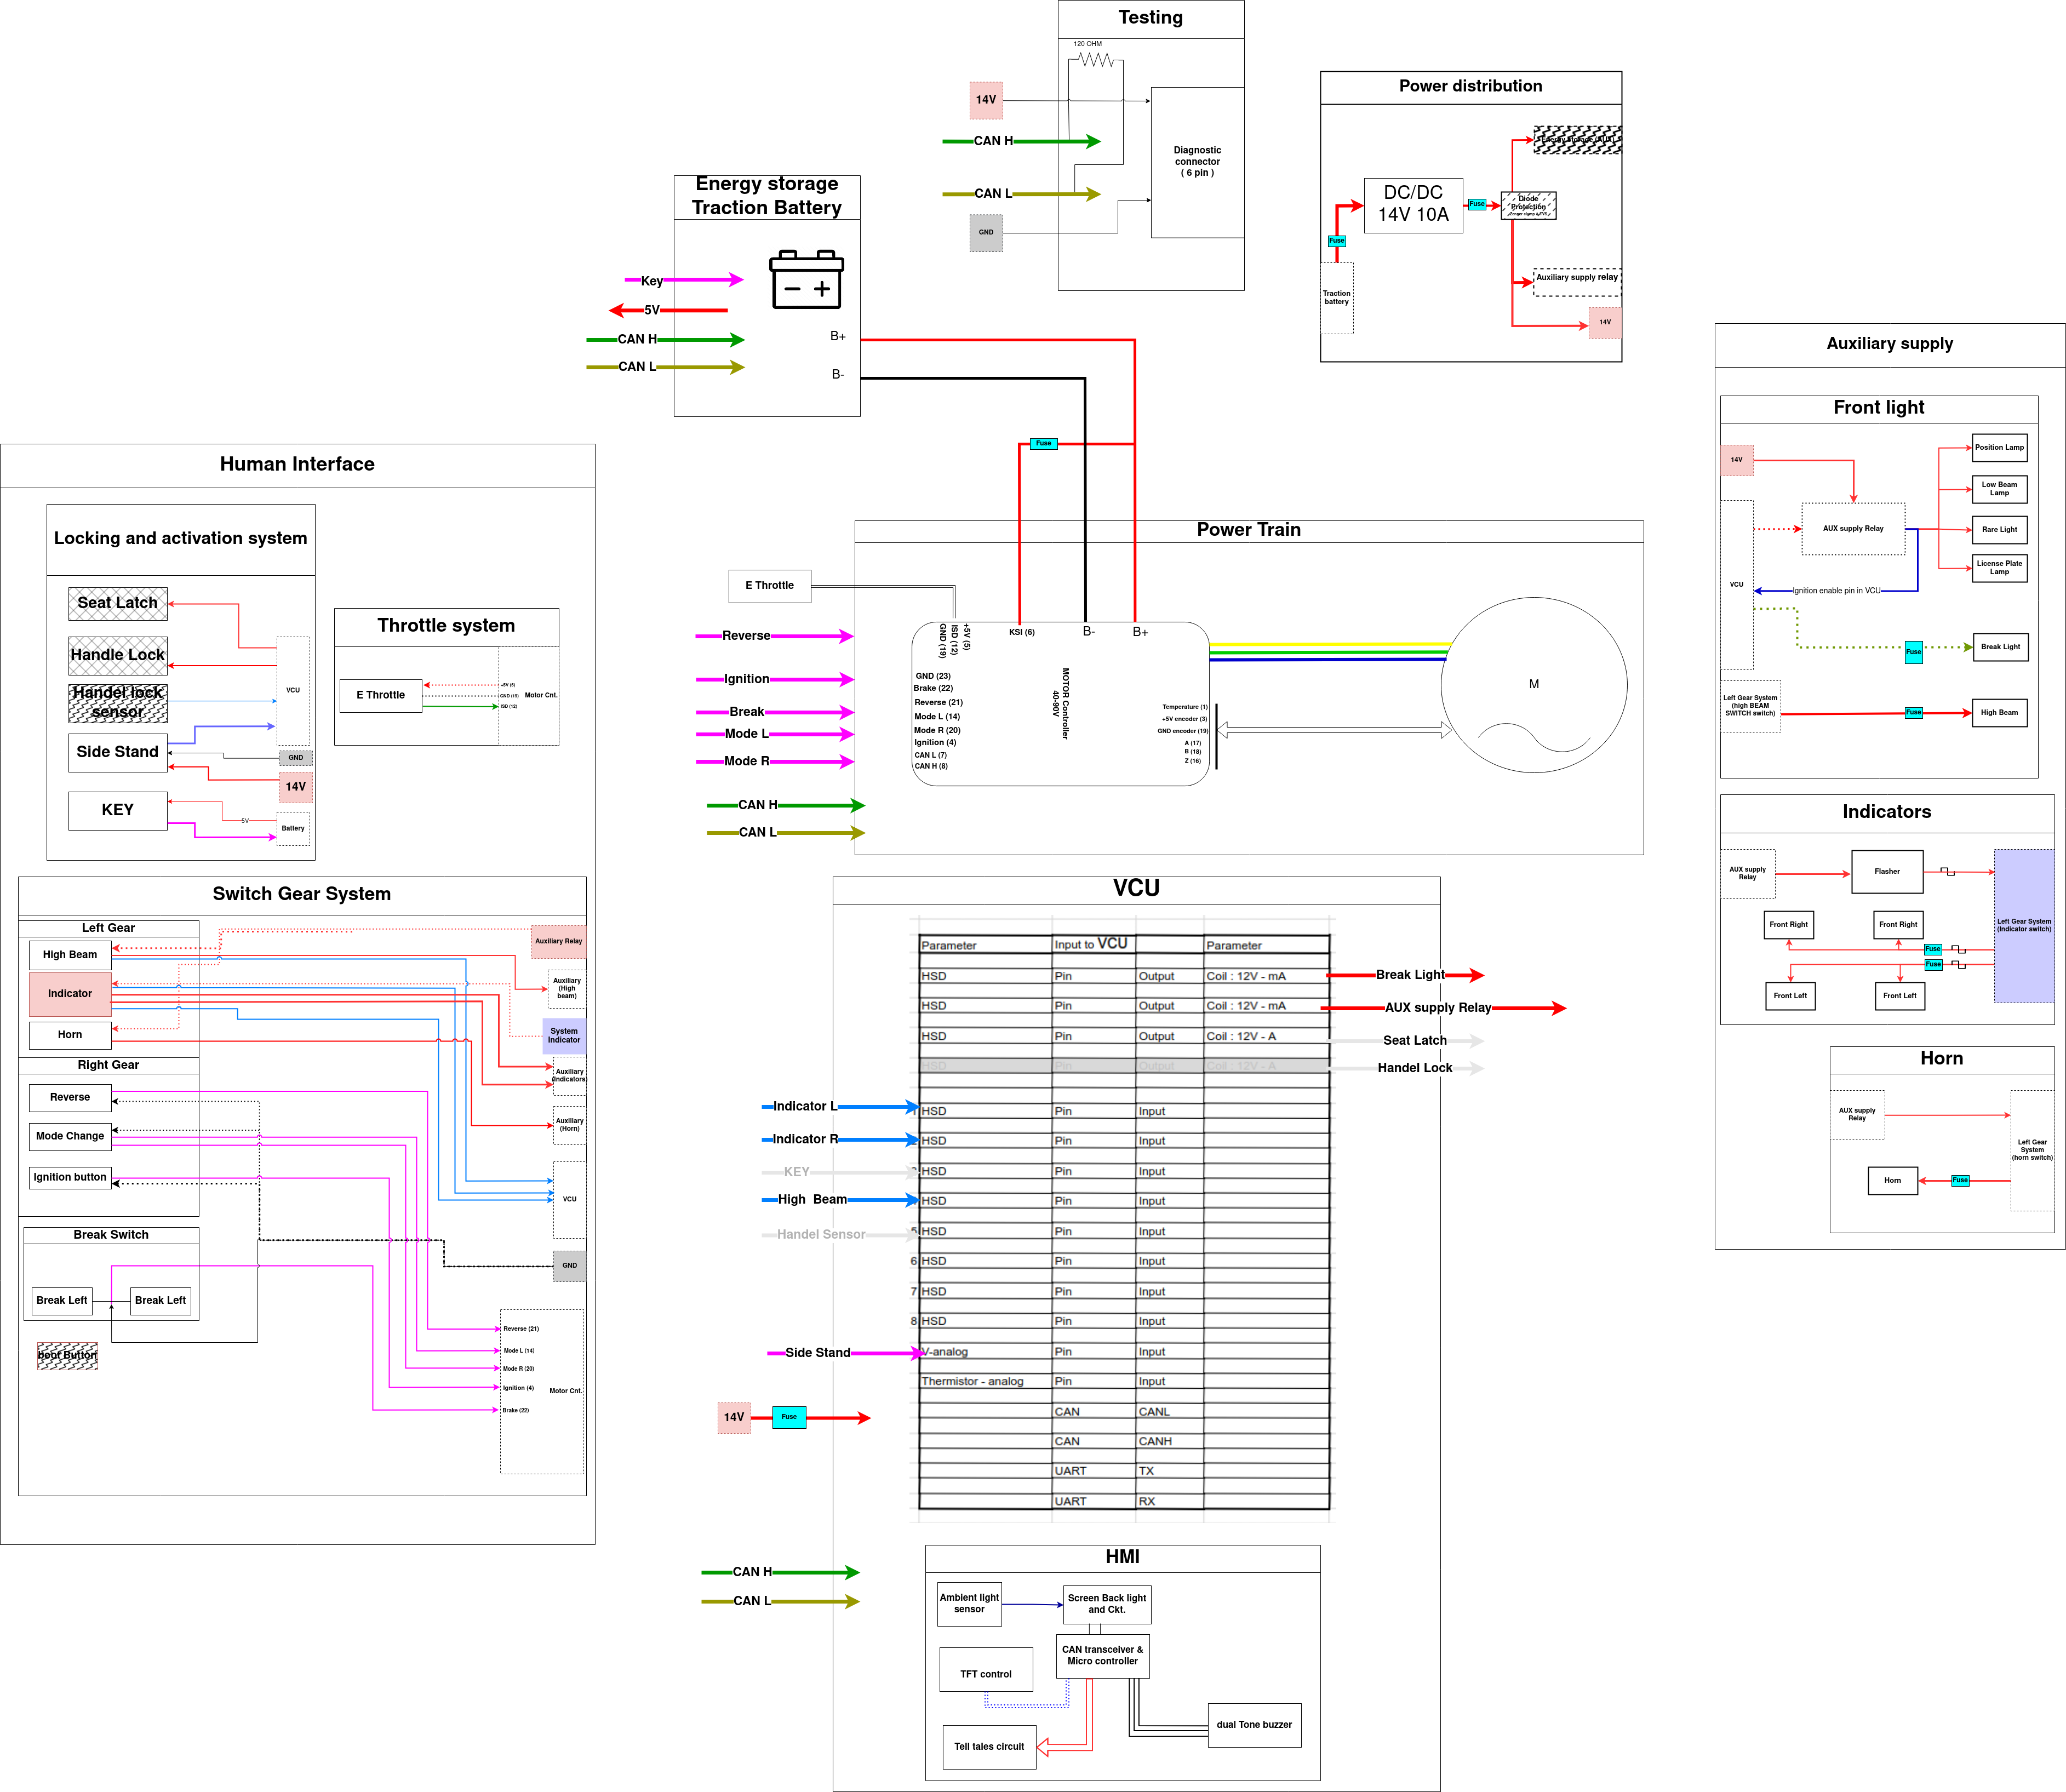 Testing
120 OHM
14V
CAN H
CAN L
GND
Diagnostic
connector
( 6 pin )
Power distribution
DC/DC
14V 10A
Fuse
Fuse
Diode
Protection
Traction
battery
Auxiliary supply relay
14V
Energy storage
Traction Battery
Key
5V
CAN H
CAN L
B+
B-
Fuse
Human Interface
Locking and activation system
Seat Latch
Handle Lock
Handel lock
sensor
Side Stand
KEY
VCU
GND
14V
5V
Battery
Throttle system
E Throttle
+5V (5)
GND (19)
ISD (12)
Motor Cnt.
Switch Gear System
Left Gear
High Beam
Indicator
Horn
Right Gear
Reverse
Mode Change
Ignition button
Break Switch
Break Left
Break Left
boot Button
Auxiliary Relay
Auxiliary
(High
beam)
System
Indicator
Auxiliary
(Indicators)
Auxiliary
(Horn)
VCU
GND
Reverse (21)
Mode L (14)
Mode R (20)
Ignition (4)
Brake (22)
Motor Cnt.
Power Train
E Throttle
Reverse
Ignition
Break
Mode L
Mode R
CAN H
CAN L
GND (19)
ISD (12)
+5V (5)
KSI (6)
B-
B+
GND (23)
Brake (22)
Reverse (21)
Mode L (14)
Mode R (20)
Ignition (4)
CAN L (7)
CAN H (8)
MOTOR Controller
40-90V
Temperature (1)
+5V encoder (3)
GND encoder (19)
A (17)
B (18)
Z (16)
M
VCU
Parameter Input to VCU Parameter
HSD Pin Output Coil : 12V - mA
HSD Pin Output Coil : 12V - mA
HSD Pin Output Coil : 12V - A
HSD Pin Output Coil : 12V - A
HSD Pin Input
HSD Pin Input
HSD Pin Input
HSD Pin Input
5 HSD Pin Input
6 HSD Pin Input
7 HSD Pin Input
8 HSD Pin Input
V-analog Pin Input
Thermistor - analog Pin Input
CAN CANL
CAN CANH
UART TX
UART RX
Break Light
AUX supply Relay
Seat Latch
Handel Lock
Indicator L
Indicator R
KEY
High Beam
Handel Sensor
Side Stand
14V
Fuse
CAN H
CAN L
HMI
Ambient light
sensor
Screen Back light
and Ckt.
CAN transceiver &
Micro controller
TFT control
Tell tales circuit
dual Tone buzzer
Auxiliary supply
Front light
14V
VCU
AUX supply Relay
Position Lamp
Low Beam
Lamp
Rare Light
License Plate
Lamp
Ignition enable pin in VCU
Fuse
Break Light
Left Gear System
(high BEAM
SWITCH switch)
Fuse
High Beam
Indicators
AUX supply
Relay
Flasher
Left Gear System
(Indicator switch)
Front Right
Front Right
Fuse
Fuse
Front Left
Front Left
Horn
AUX supply
Relay
Left Gear
System
(horn switch)
Horn
Fuse